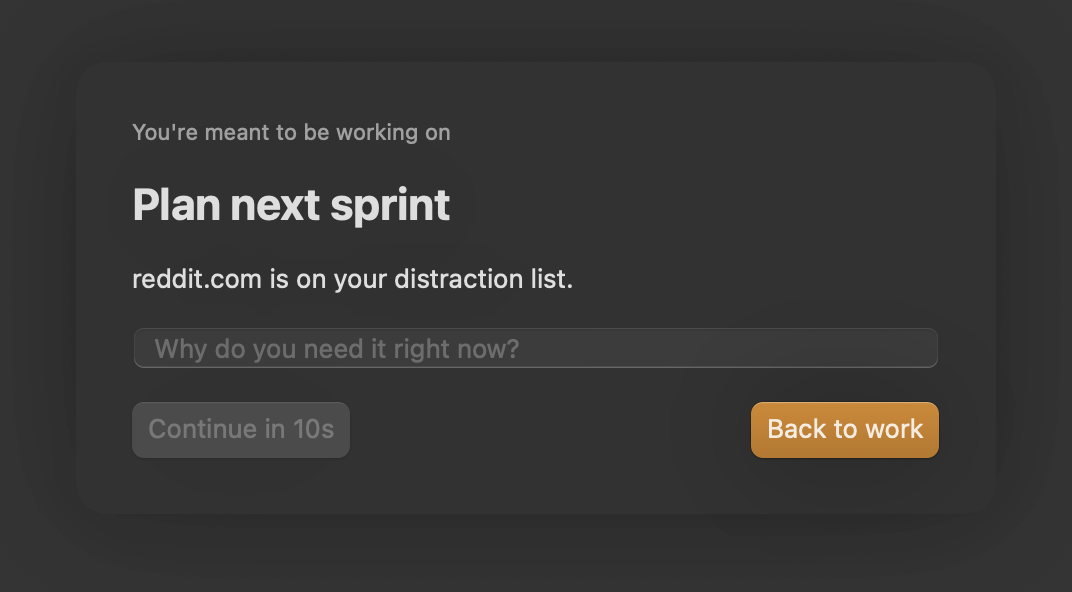 You're meant to be working on
Plan next sprint
reddit.com is on your distraction list.
Why do you need it right now?
Continue in 10s
Back to work